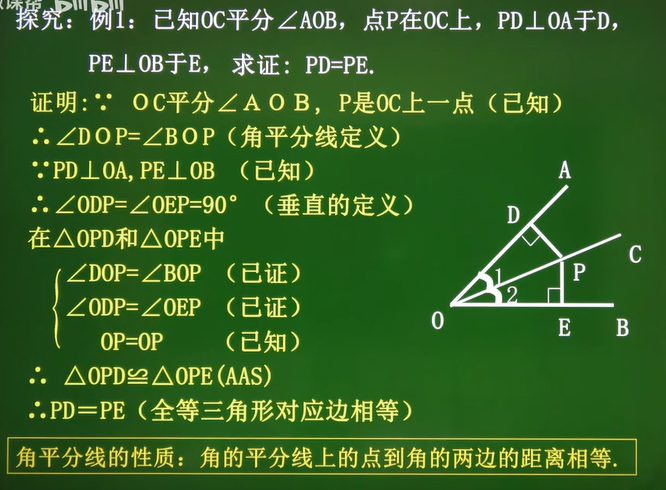 探究：例1：已知OC平分∠AOB，点P在OC上，PD⊥OA于D，
PE⊥OB于E，求证：PD=PE.
证明:∵ OC平分∠AOB，P是OC上一点（已知）
∴∠DOP=∠BOP（角平分线定义）
∵PD⊥OA,PE⊥OB （已知）
∴∠ODP=∠OEP=90°（垂直的定义）
在△OPD和△OPE中
∠DOP=∠BOP （已证）
∠ODP=∠OEP （已证）
OP=OP （已知）
∴ △OPD≌△OPE(AAS)
∴PD＝PE（全等三角形对应边相等）
A
D
C
1
P
2
O
E
B
角平分线的性质：角的平分线上的点到角的两边的距离相等.